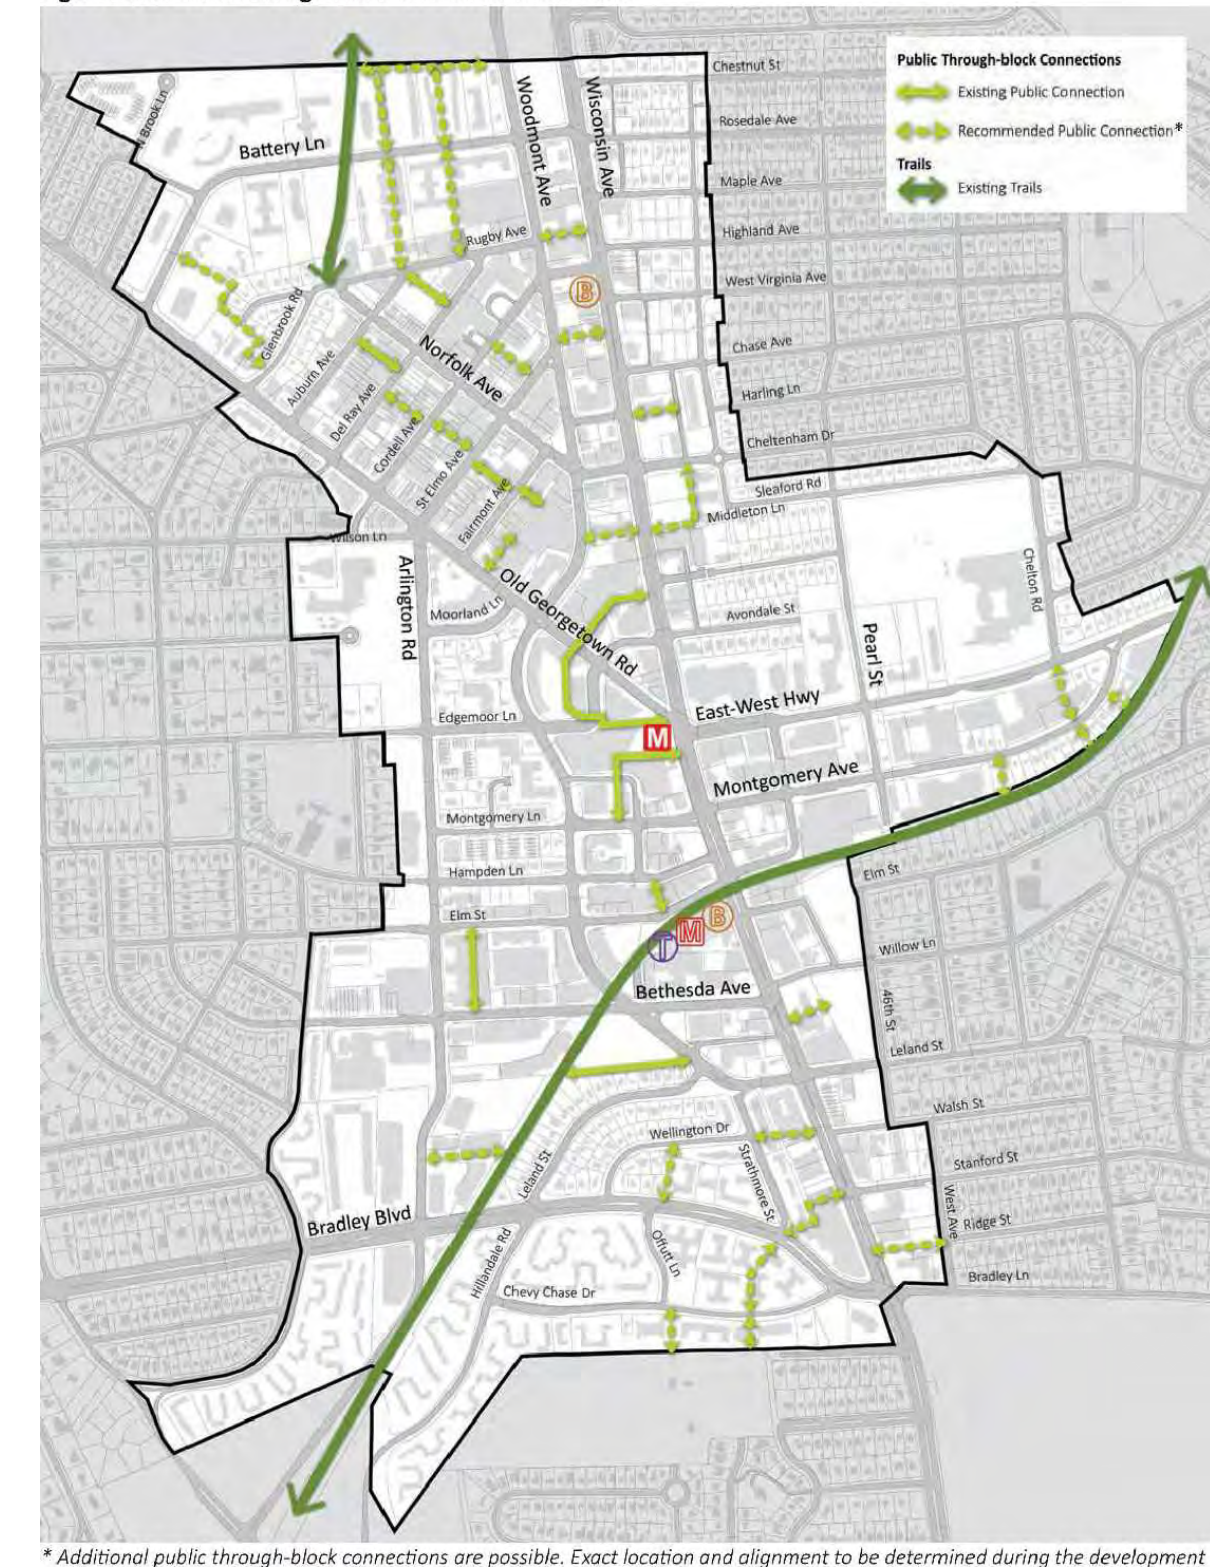 Public Through-block Connections
Existing Public Connection
Recommended Public Connection*
Trails
Existing Trails
Chestnut St
Rosedale Ave
Maple Ave
Highland Ave
West Virginia Ave
Chase Ave
Harling Ln
Cheltenham Dr
Sleaford Rd
Middleton Ln
Avondale St
N Brook Ln
Battery Ln
Woodmont Ave
Wisconsin Ave
Rugby Ave
B
Glenbrook Rd
Auburn Ave
Norfolk Ave
Del Ray Ave
Cordell Ave
St Elmo Ave
Fairmont Ave
Wilson Ln
Arlington Rd
Moorland Ln
Old Georgetown Rd
Chelton Rd
Pearl St
Edgemoor Ln
East-West Hwy
M
Montgomery Ave
Montgomery Ln
Hampden Ln
Elm St
Elm St
B
M
T
Willow Ln
Bethesda Ave
46th St
Leland St
Walsh St
Wellington Dr
Stanford St
Strathmore St
Leland St
West Ave
Ridge St
Bradley Blvd
Offutt Ln
Hillandale Rd
Bradley Ln
Chevy Chase Dr
* Additional public through-block connections are possible. Exact location and alignment to be determined during the development